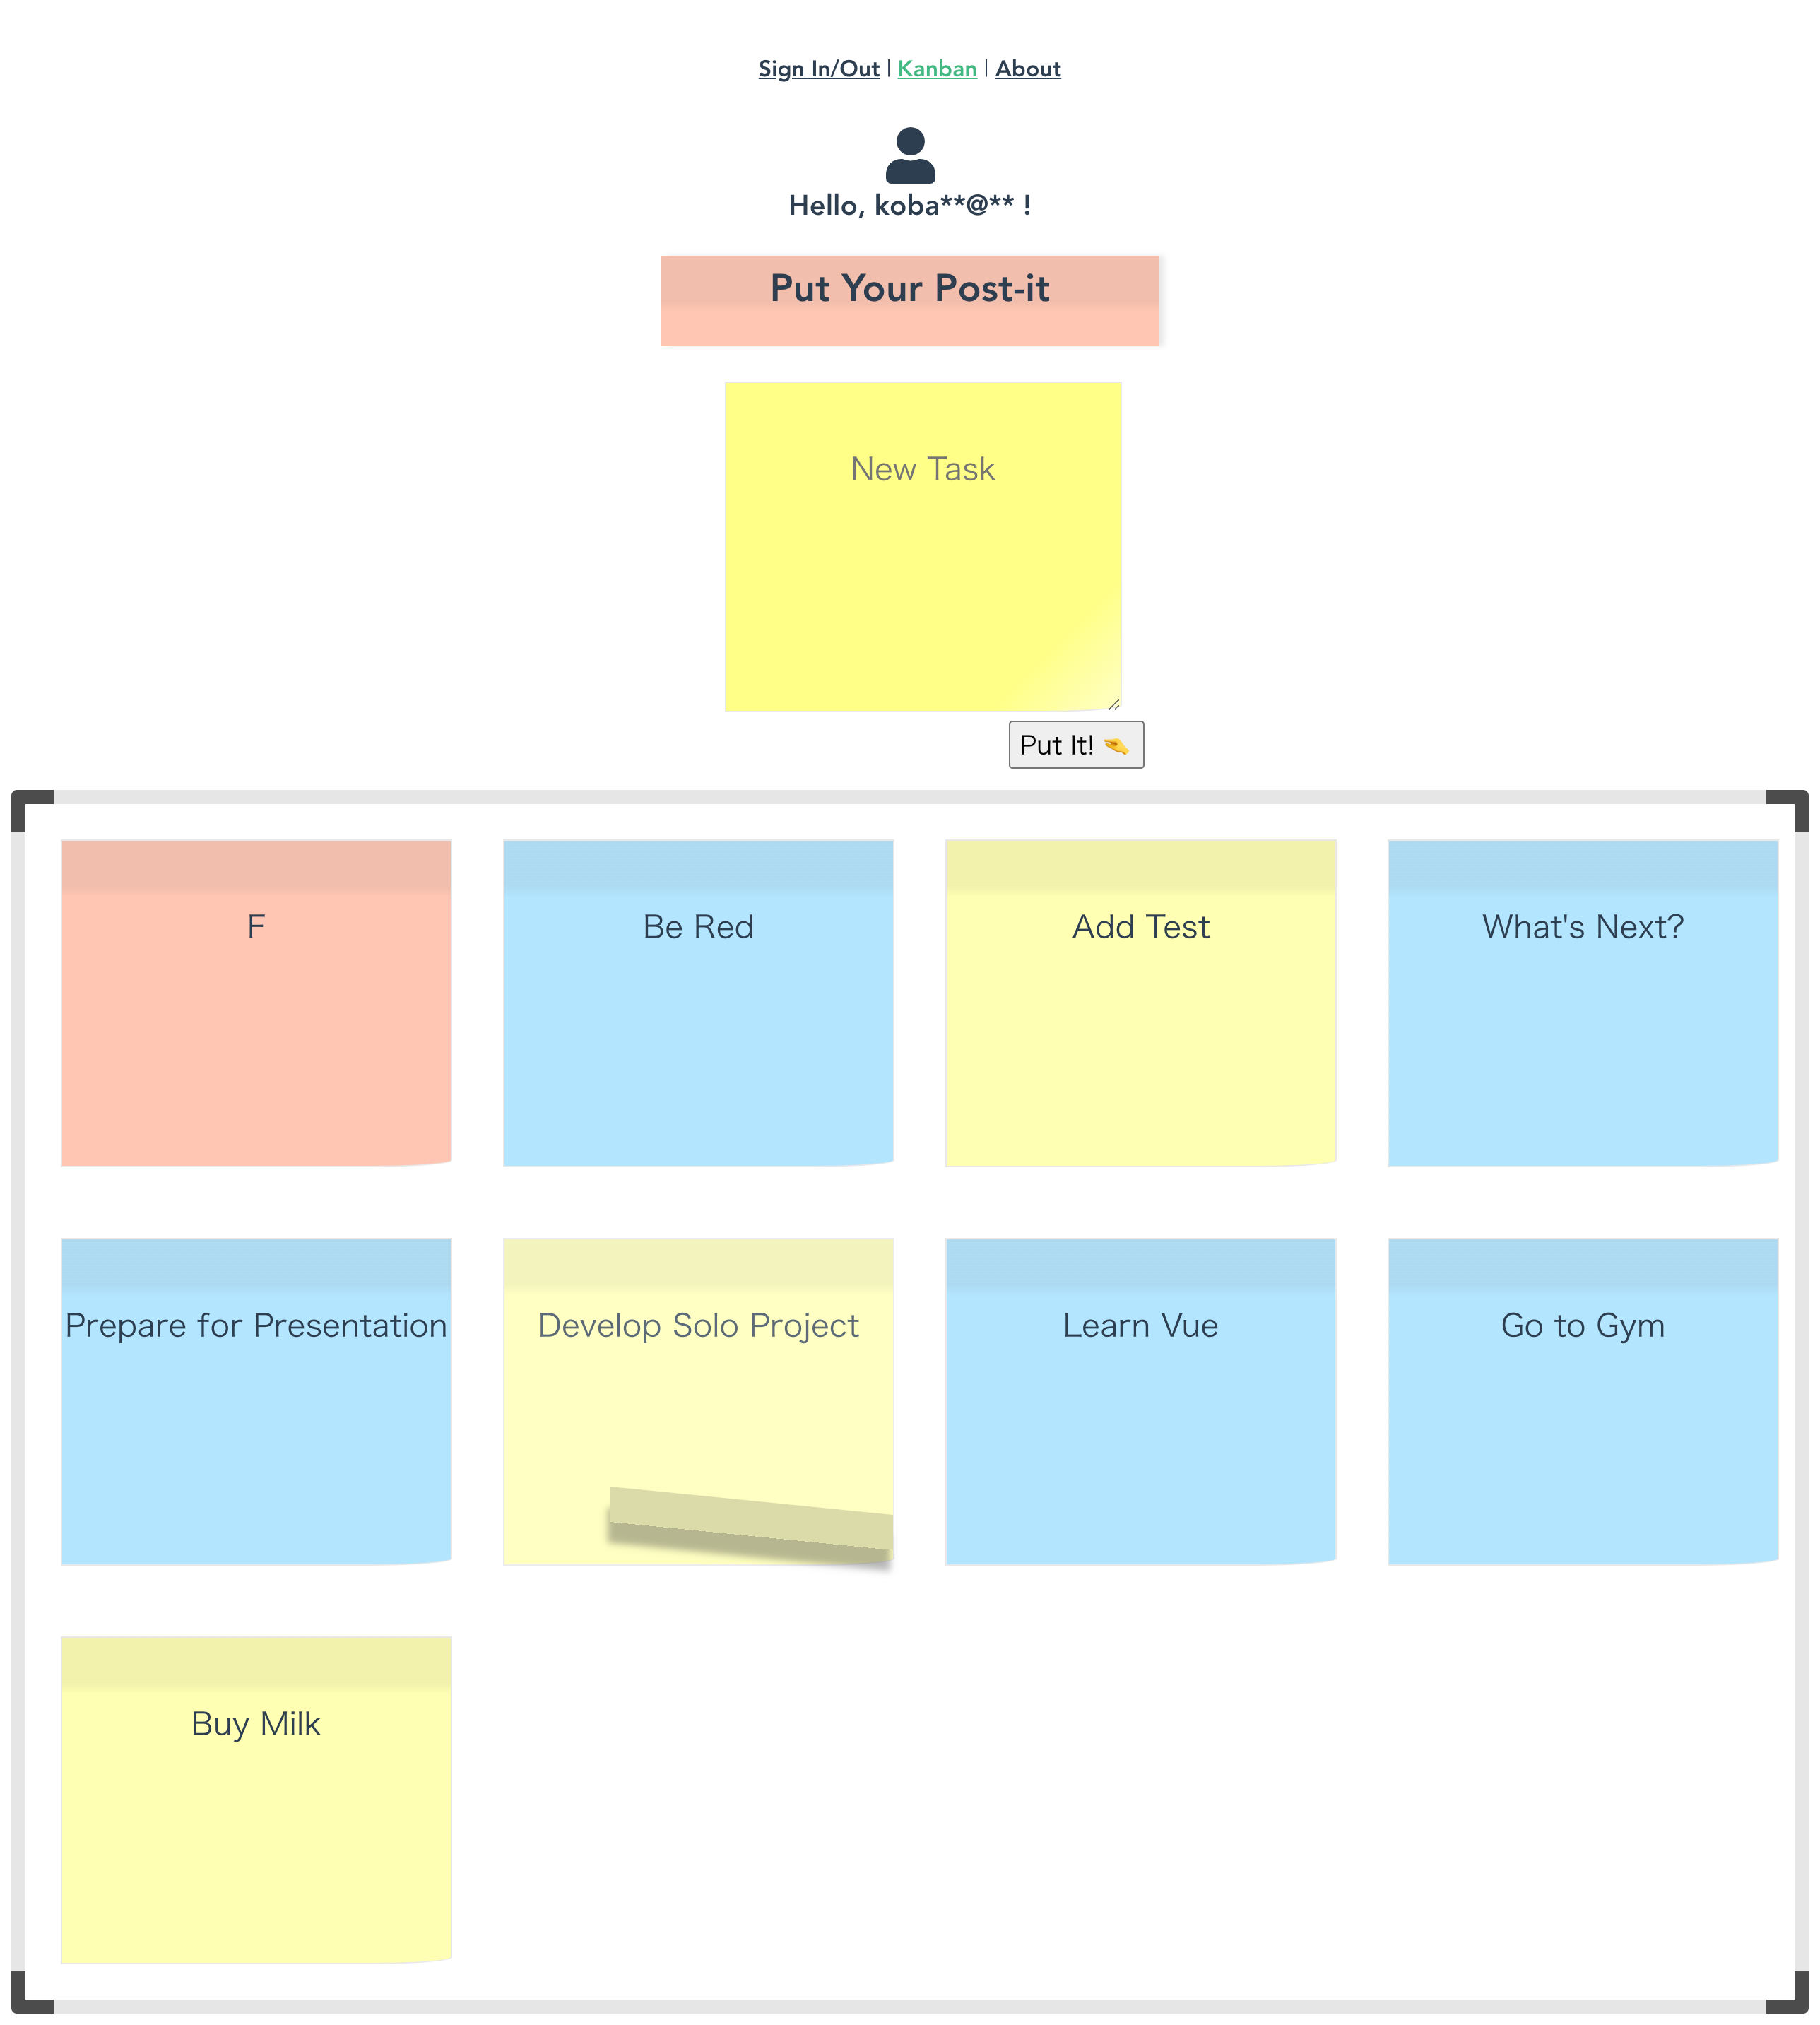 Sign In/Out | Kanban | About
Hello, koba**@** !
Put Your Post-it
New Task
Put It! 🫱
F
Be Red
Add Test
What's Next?
Prepare for Presentation
Develop Solo Project
Learn Vue
Go to Gym
Buy Milk